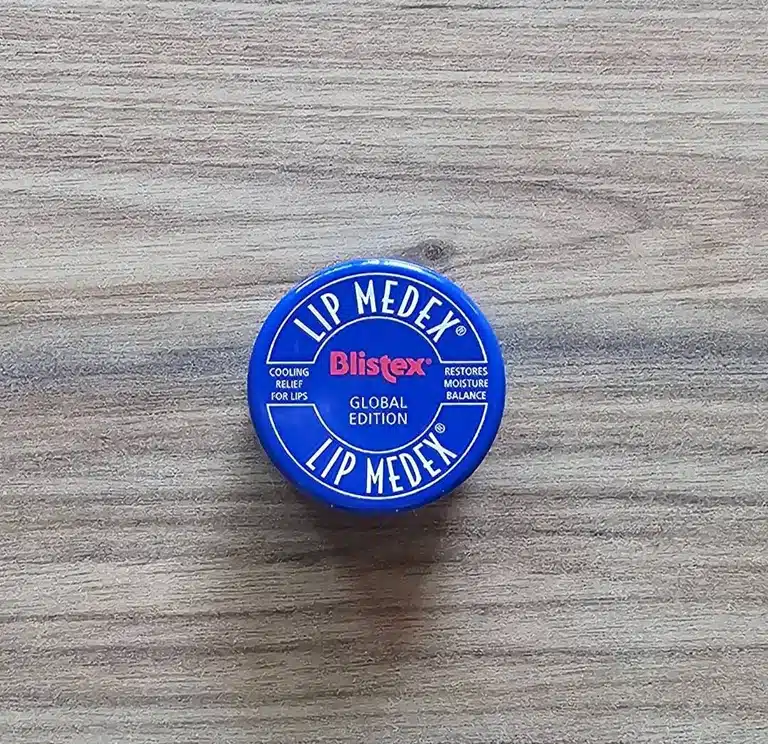 LIP MEDEX®
Blistex®
COOLING
RELIEF
FOR LIPS
RESTORES
MOISTURE
BALANCE
GLOBAL
EDITION
LIP MEDEX®